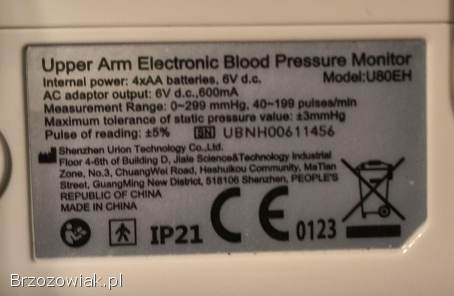 Upper Arm Electronic Blood Pressure Monitor
Internal power: 4xAA batteries, 6V d.c. Model:U80EH
AC adaptor output: 6V d.c.,600mA
Measurement Range: 0~299 mmHg, 40~199 pulses/min
Maximum tolerance of static pressure value: ±3mmHg
Pulse of reading: ±5% SN UBNH00611456
Shenzhen Urion Technology Co.,Ltd.
Floor 4-6th of Building D, Jiale Science&Technology Industrial
Zone, No.3, ChuangWei Road, Heshuikou Community, MaTian
Street, GuangMing New District, 518106 Shenzhen, PEOPLE'S
REPUBLIC OF CHINA
MADE IN CHINA
IP21 CE 0123
Brzozowiak.pl